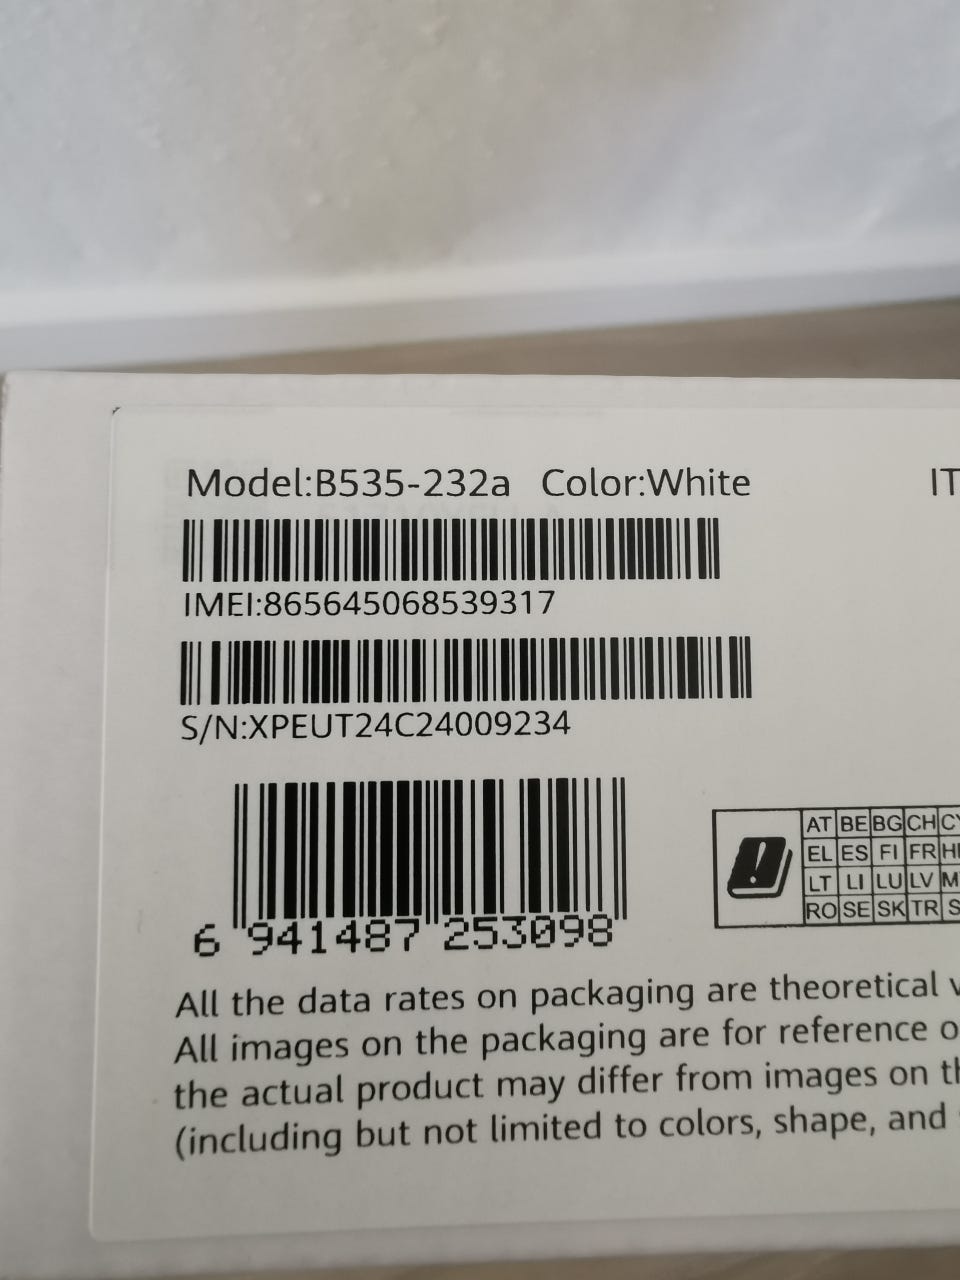 Model:B535-232a Color:White IT
IMEI:865645068539317
S/N:XPEUT24C24009234
6 941487 253098
AT BE BG CH CY
EL ES FI FR
LT LI LU LV
RO SE SK TR
All the data rates on packaging are theoretical
All images on the packaging are for reference
the actual product may differ from images on
(including but not limited to colors, shape, and